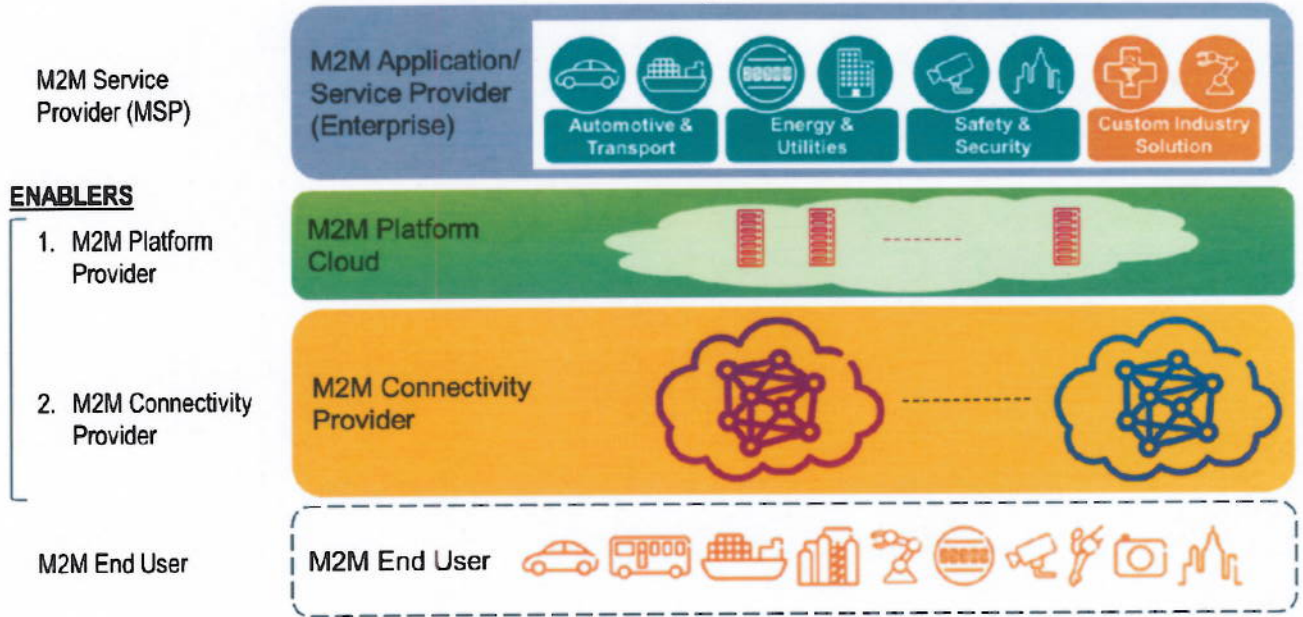 M2M Service
Provider (MSP)
M2M Application/
Service Provider
(Enterprise)
Automotive &
Transport
Energy &
Utilities
Safety &
Security
Custom Industry
Solution
ENABLERS
1. M2M Platform
Provider
M2M Platform
Cloud
2. M2M Connectivity
Provider
M2M Connectivity
Provider
M2M End User
M2M End User